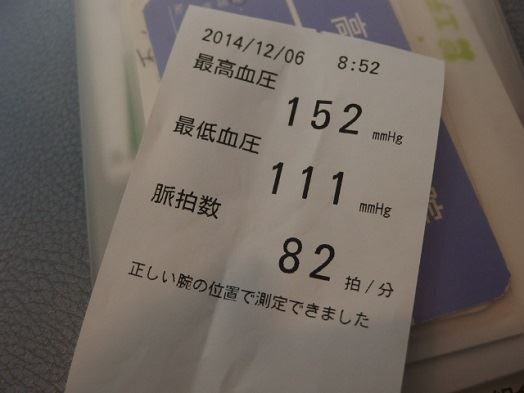 2014/12/06 8:52
最高血圧
152 mmHg
最低血圧
111 mmHg
脈拍数
82 拍/分
正しい腕の位置で測定できました
高